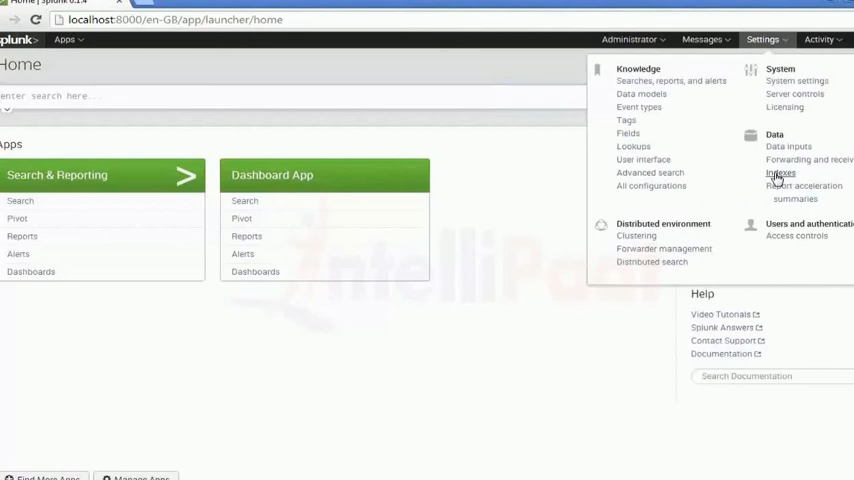 Home | Splunk 6.1.4
localhost:8000/en-GB/app/launcher/home
splunk> Apps Administrator Messages Settings Activity
Home
enter search here...
Knowledge
Searches, reports, and alerts
Data models
Event types
Tags
Fields
Lookups
User interface
Advanced search
All configurations
Distributed environment
Clustering
Forwarder management
Distributed search
System
System settings
Server controls
Licensing
Data
Data inputs
Forwarding and receiv
Indexes
Report acceleration
summaries
Users and authenticatio
Access controls
Apps
Search & Reporting >
Search
Pivot
Reports
Alerts
Dashboards
Dashboard App
Search
Pivot
Reports
Alerts
Dashboards
IntelliPaat
Help
Video Tutorials
Splunk Answers
Contact Support
Documentation
Search Documentation
Find More Apps Manage Apps